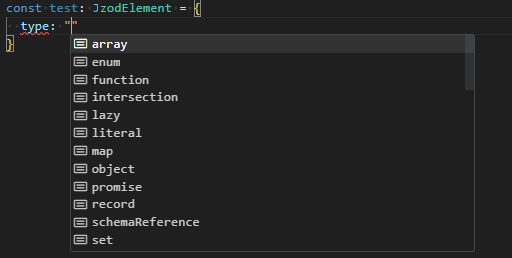 const test: JzodElement = {
type: ""
}
array
enum
function
intersection
lazy
literal
map
object
promise
record
schemaReference
set